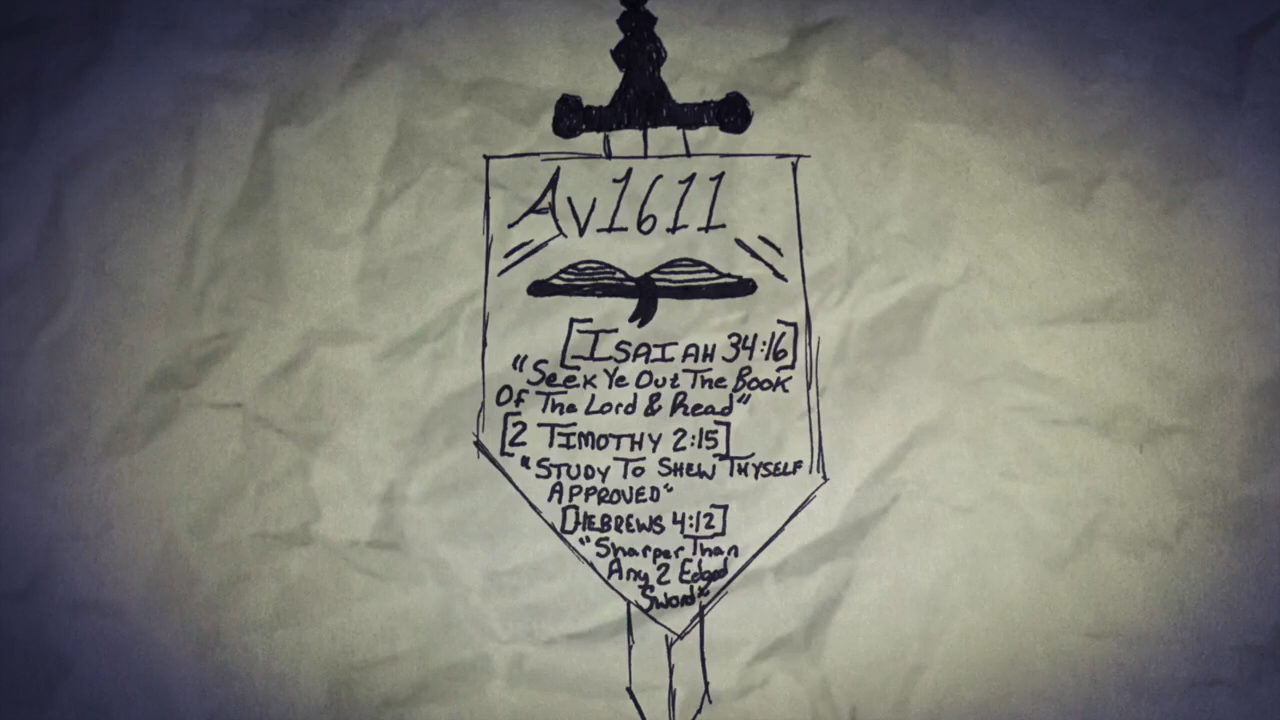 Av1611
[ISAIAH 34:16]
"Seek Ye Out The Book
Of The Lord & Read"
[2 TIMOTHY 2:15]
"STUDY TO SHEW THYSELF
APPROVED"
[HEBREWS 4:12]
"Sharper Than
Any 2 Edged
Sword"